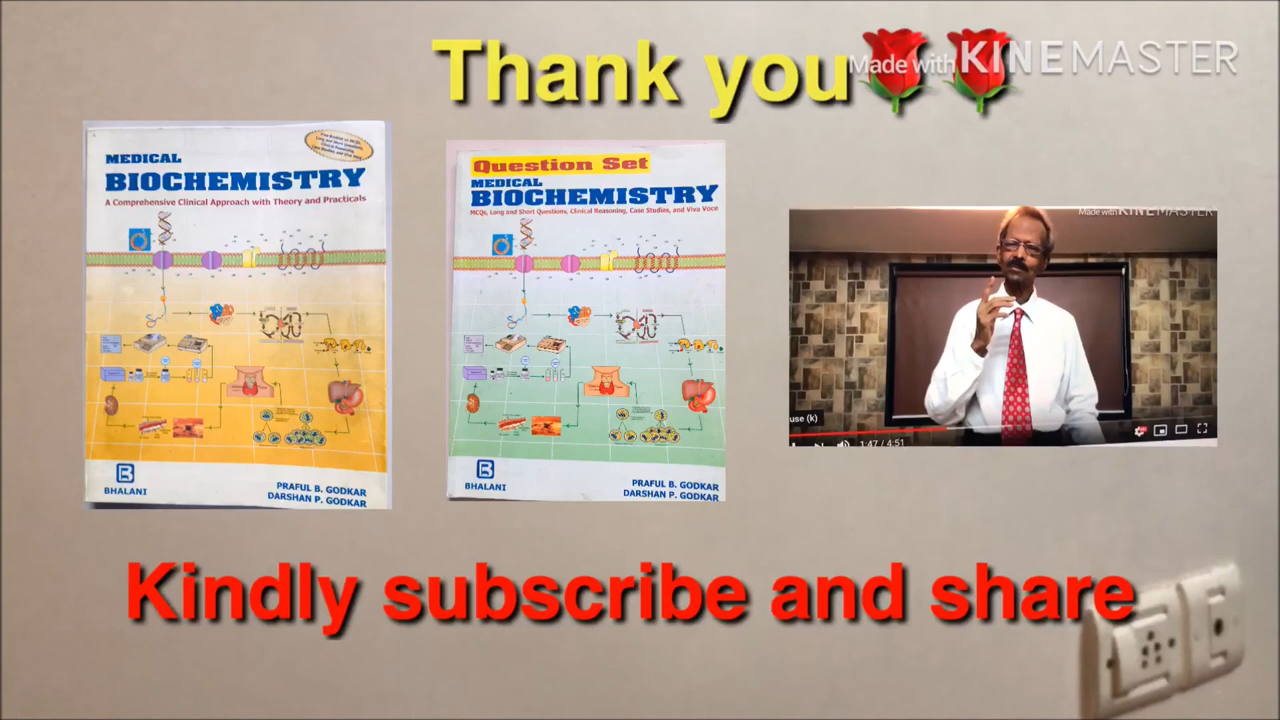 Thank you
Made with KINEMASTER
MEDICAL
BIOCHEMISTRY
A Comprehensive Clinical Approach with Theory and Practicals
BHALANI
PRAFUL B. GODKAR
DARSHAN P. GODKAR
Question Set
MEDICAL
BIOCHEMISTRY
MCQs, Long and Short Questions, Clinical Reasoning, Case Studies, and Viva Voce
BHALANI
PRAFUL B. GODKAR
DARSHAN P. GODKAR
Made with KINEMASTER
use (k)
1:47 / 4:51
Kindly subscribe and share